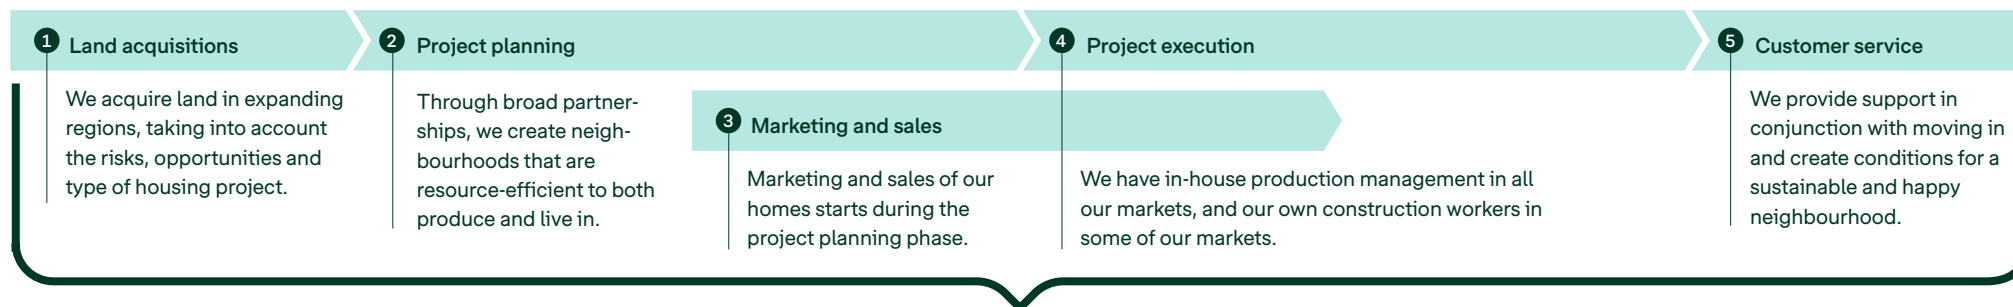 1 Land acquisitions
We acquire land in expanding
regions, taking into account
the risks, opportunities and
type of housing project.
2 Project planning
Through broad partner-
ships, we create neigh-
bourhoods that are
resource-efficient to both
produce and live in.
3 Marketing and sales
Marketing and sales of our
homes starts during the
project planning phase.
4 Project execution
We have in-house production management in all
our markets, and our own construction workers in
some of our markets.
5 Customer service
We provide support in
conjunction with moving in
and create conditions for a
sustainable and happy
neighbourhood.